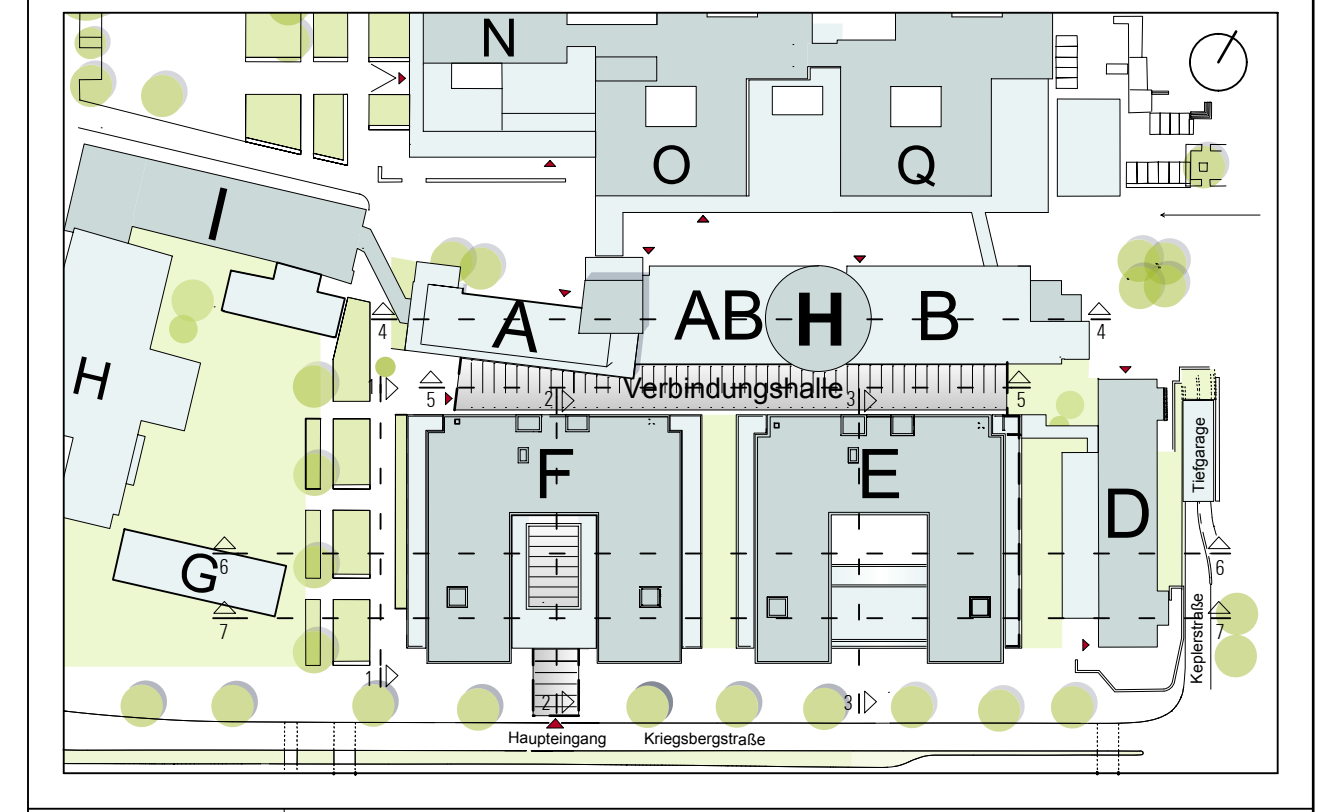 N
O
Q
I
A
AB
H
B
4
4
H
Verbindungshalle
1
5
2
3
5
F
E
D
Tiefgarage
G
6
6
7
7
Keplerstraße
1
2
3
Haupteingang
Kriegsbergstraße